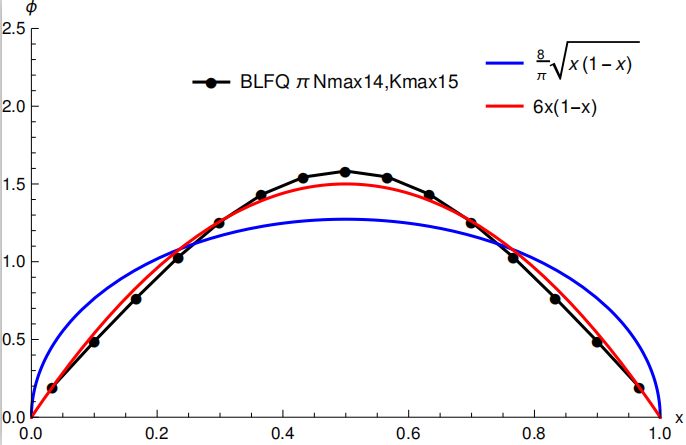 ϕ
2.5
2.0
1.5
1.0
0.5
0.0
0.0 0.2 0.4 0.6 0.8 1.0 x
BLFQ π Nmax14,Kmax15
8/π √x (1 − x)
6x(1−x)